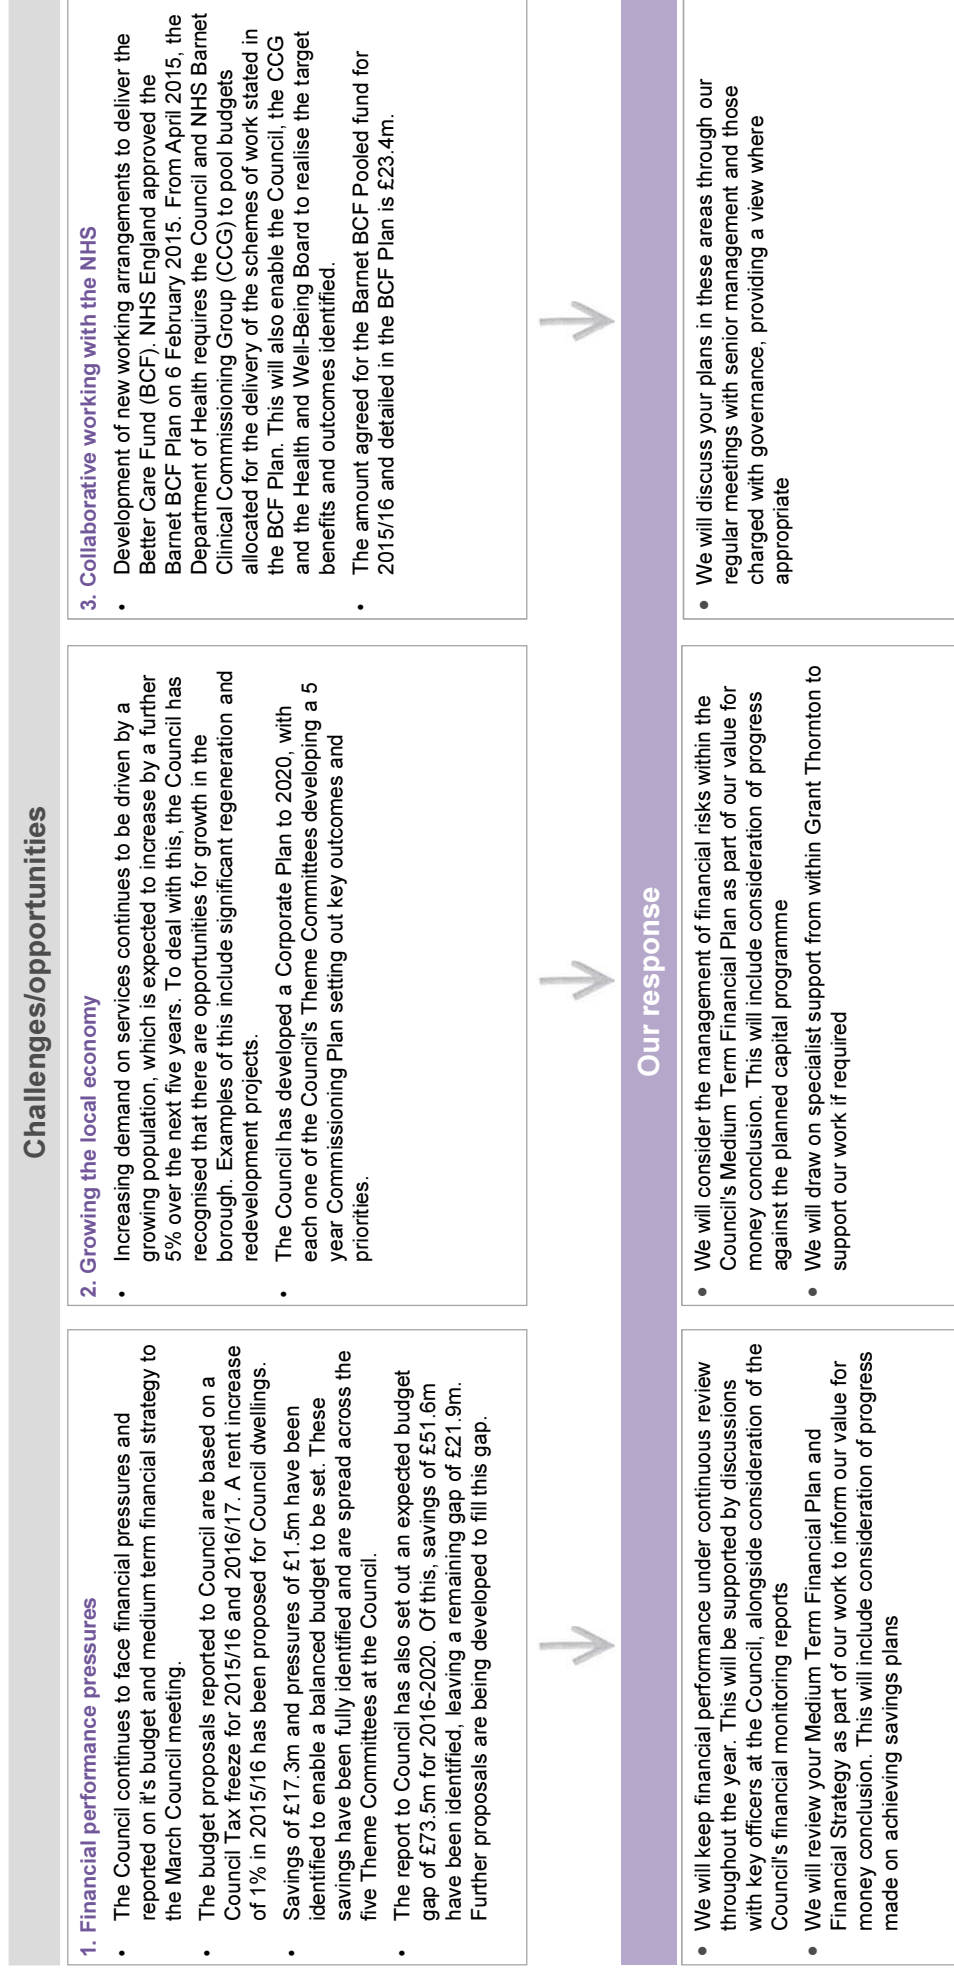 Challenges/opportunities
1. Financial performance pressures
• The Council continues to face financial pressures and
reported on it's budget and medium term financial strategy to
the March Council meeting.
• The budget proposals reported to Council are based on a
Council Tax freeze for 2015/16 and 2016/17. A rent increase
of 1% in 2015/16 has been proposed for Council dwellings.
• Savings of £17.3m and pressures of £1.5m have been
identified to enable a balanced budget to be set. These
savings have been fully identified and are spread across the
five Theme Committees at the Council.
• The report to Council has also set out an expected budget
gap of £73.5m for 2016-2020. Of this, savings of £51.6m
have been identified, leaving a remaining gap of £21.9m.
Further proposals are being developed to fill this gap.
2. Growing the local economy
• Increasing demand on services continues to be driven by a
growing population, which is expected to increase by a further
5% over the next five years. To deal with this, the Council has
recognised that there are opportunities for growth in the
borough. Examples of this include significant regeneration and
redevelopment projects.
• The Council has developed a Corporate Plan to 2020, with
each one of the Council's Theme Committees developing a 5
year Commissioning Plan setting out key outcomes and
priorities.
3. Collaborative working with the NHS
• Development of new working arrangements to deliver the
Better Care Fund (BCF). NHS England approved the
Barnet BCF Plan on 6 February 2015. From April 2015, the
Department of Health requires the Council and NHS Barnet
Clinical Commissioning Group (CCG) to pool budgets
allocated for the delivery of the schemes of work stated in
the BCF Plan. This will also enable the Council, the CCG
and the Health and Well-Being Board to realise the target
benefits and outcomes identified.
• The amount agreed for the Barnet BCF Pooled fund for
2015/16 and detailed in the BCF Plan is £23.4m.
Our response
• We will keep financial performance under continuous review
throughout the year. This will be supported by discussions
with key officers at the Council, alongside consideration of the
Council's financial monitoring reports
• We will review your Medium Term Financial Plan and
Financial Strategy as part of our work to inform our value for
money conclusion. This will include consideration of progress
made on achieving savings plans
• We will consider the management of financial risks within the
Council's Medium Term Financial Plan as part of our value for
money conclusion. This will include consideration of progress
against the planned capital programme
• We will draw on specialist support from within Grant Thornton to
support our work if required
• We will discuss your plans in these areas through our
regular meetings with senior management and those
charged with governance, providing a view where
appropriate